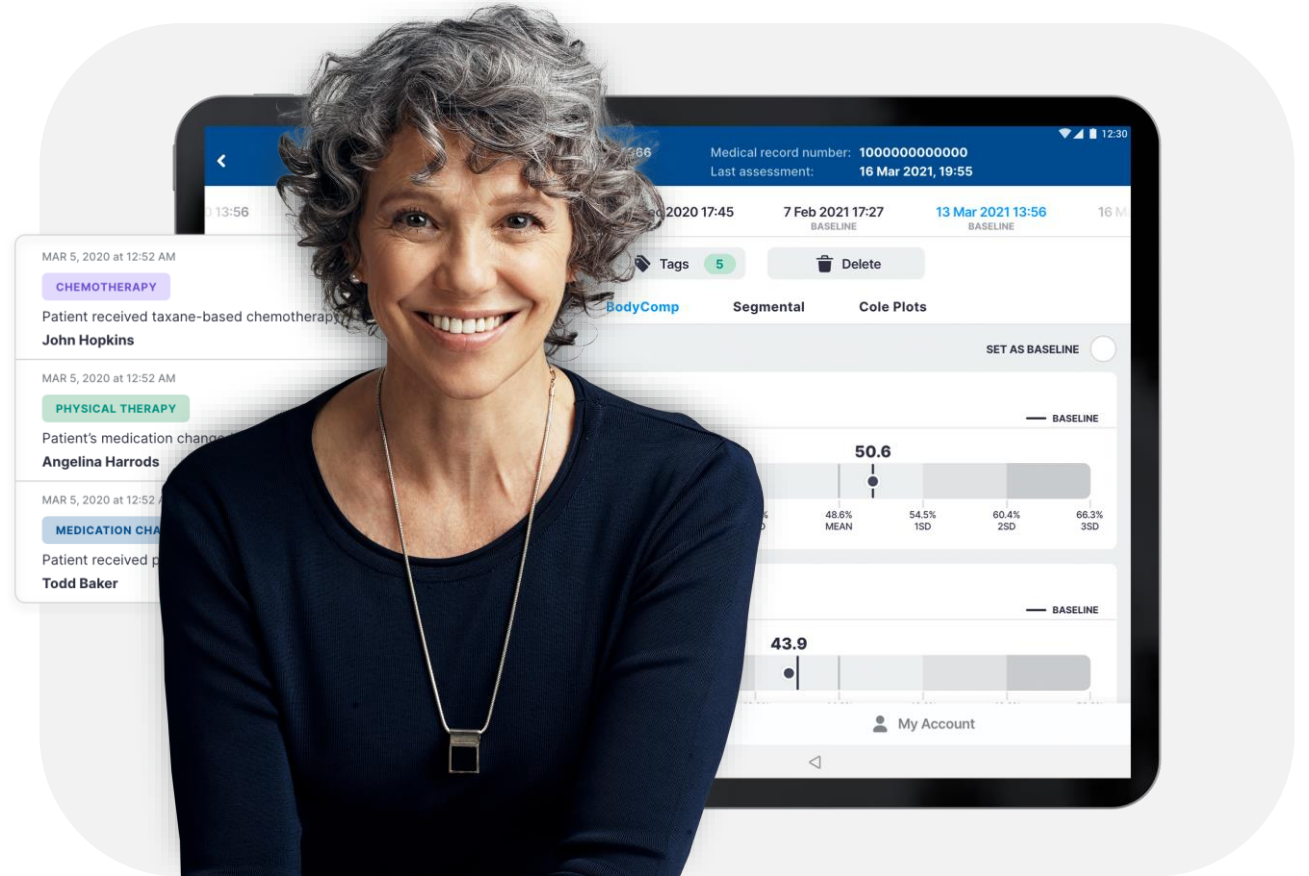 12:30
66
Medical record number: 1000000000000
Last assessment: 16 Mar 2021, 19:55
13:56
2020 17:45
7 Feb 2021 17:27
BASELINE
13 Mar 2021 13:56
BASELINE
16
Tags 5
Delete
BodyComp
Segmental
Cole Plots
SET AS BASELINE
BASELINE
50.6
48.6%
MEAN
54.5%
1SD
60.4%
2SD
66.3%
3SD
BASELINE
43.9
My Account
MAR 5, 2020 at 12:52 AM
CHEMOTHERAPY
Patient received taxane-based chemotherapy
John Hopkins
MAR 5, 2020 at 12:52 AM
PHYSICAL THERAPY
Patient's medication
Angelina Harrods
MAR 5, 2020 at 12:52
MEDICATION
Patient received
Todd Baker